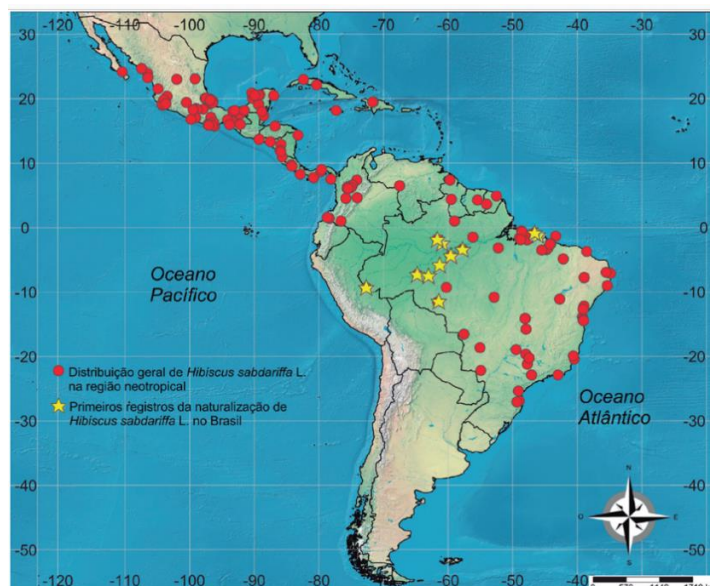 -120 -110 -100 -90 -80 -70 -60 -50 -40 -30 -20
30 30
20 20
10 10
0 0
-10 -10
-20 -20
-30 -30
-40 -40
-50 -50
Oceano
Pacífico
Distribuição geral de Hibiscus sabdariffa L.
na região neotropical
Primeiros registros da naturalização de
Hibiscus sabdariffa L. no Brasil
Oceano
Atlântico
N
O E
S
-120 -110 -100 -90 -80 -70 -60 -50 -40
0 570